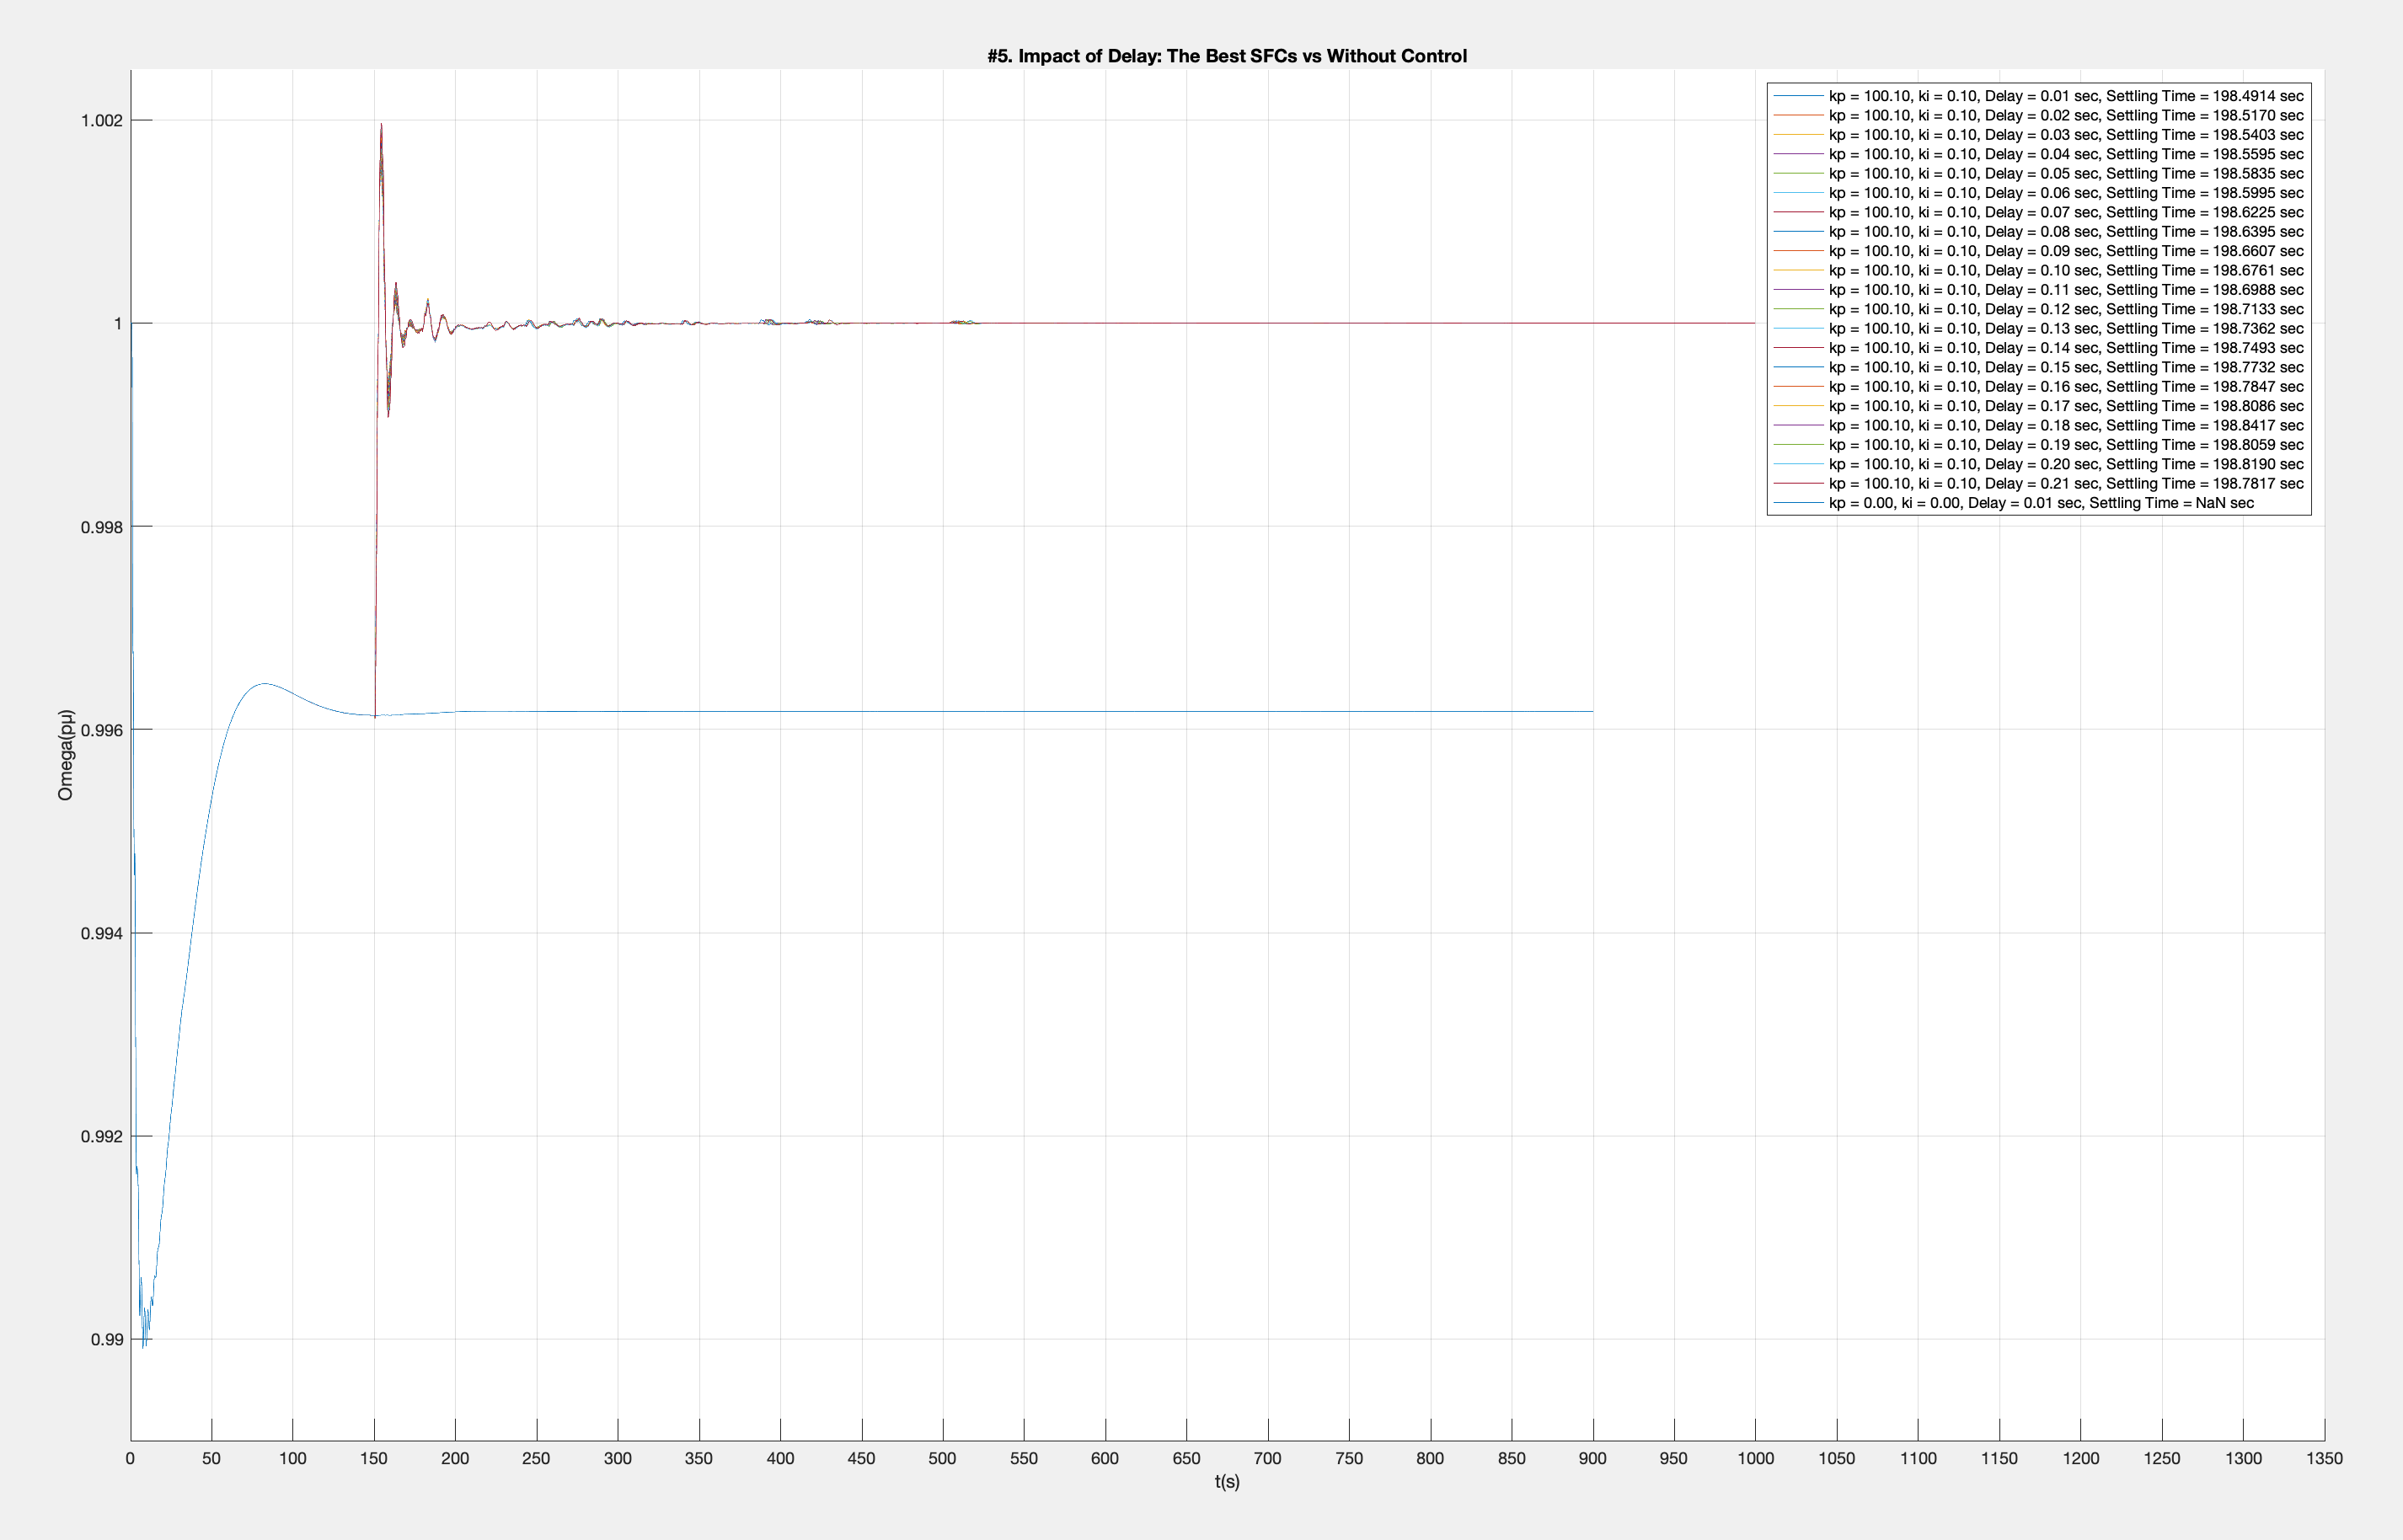 #5. Impact of Delay: The Best SFCs vs Without Control
kp = 100.10, ki = 0.10, Delay = 0.01 sec, Settling Time = 198.4914 sec
kp = 100.10, ki = 0.10, Delay = 0.02 sec, Settling Time = 198.5170 sec
kp = 100.10, ki = 0.10, Delay = 0.03 sec, Settling Time = 198.5403 sec
kp = 100.10, ki = 0.10, Delay = 0.04 sec, Settling Time = 198.5595 sec
kp = 100.10, ki = 0.10, Delay = 0.05 sec, Settling Time = 198.5835 sec
kp = 100.10, ki = 0.10, Delay = 0.06 sec, Settling Time = 198.5995 sec
kp = 100.10, ki = 0.10, Delay = 0.07 sec, Settling Time = 198.6225 sec
kp = 100.10, ki = 0.10, Delay = 0.08 sec, Settling Time = 198.6395 sec
kp = 100.10, ki = 0.10, Delay = 0.09 sec, Settling Time = 198.6607 sec
kp = 100.10, ki = 0.10, Delay = 0.10 sec, Settling Time = 198.6761 sec
kp = 100.10, ki = 0.10, Delay = 0.11 sec, Settling Time = 198.6988 sec
kp = 100.10, ki = 0.10, Delay = 0.12 sec, Settling Time = 198.7133 sec
kp = 100.10, ki = 0.10, Delay = 0.13 sec, Settling Time = 198.7362 sec
kp = 100.10, ki = 0.10, Delay = 0.14 sec, Settling Time = 198.7493 sec
kp = 100.10, ki = 0.10, Delay = 0.15 sec, Settling Time = 198.7732 sec
kp = 100.10, ki = 0.10, Delay = 0.16 sec, Settling Time = 198.7847 sec
kp = 100.10, ki = 0.10, Delay = 0.17 sec, Settling Time = 198.8086 sec
kp = 100.10, ki = 0.10, Delay = 0.18 sec, Settling Time = 198.8417 sec
kp = 100.10, ki = 0.10, Delay = 0.19 sec, Settling Time = 198.8059 sec
kp = 100.10, ki = 0.10, Delay = 0.20 sec, Settling Time = 198.8190 sec
kp = 100.10, ki = 0.10, Delay = 0.21 sec, Settling Time = 198.7817 sec
kp = 0.00, ki = 0.00, Delay = 0.01 sec, Settling Time = NaN sec
1.002
1
0.998
0.996
0.994
0.992
0.99
Omega(pμ)
0 50 100 150 200 250 300 350 400 450 500 550 600 650 700 750 800 850 900 950 1000 1050 1100 1150 1200 1250 1300 1350
t(s)